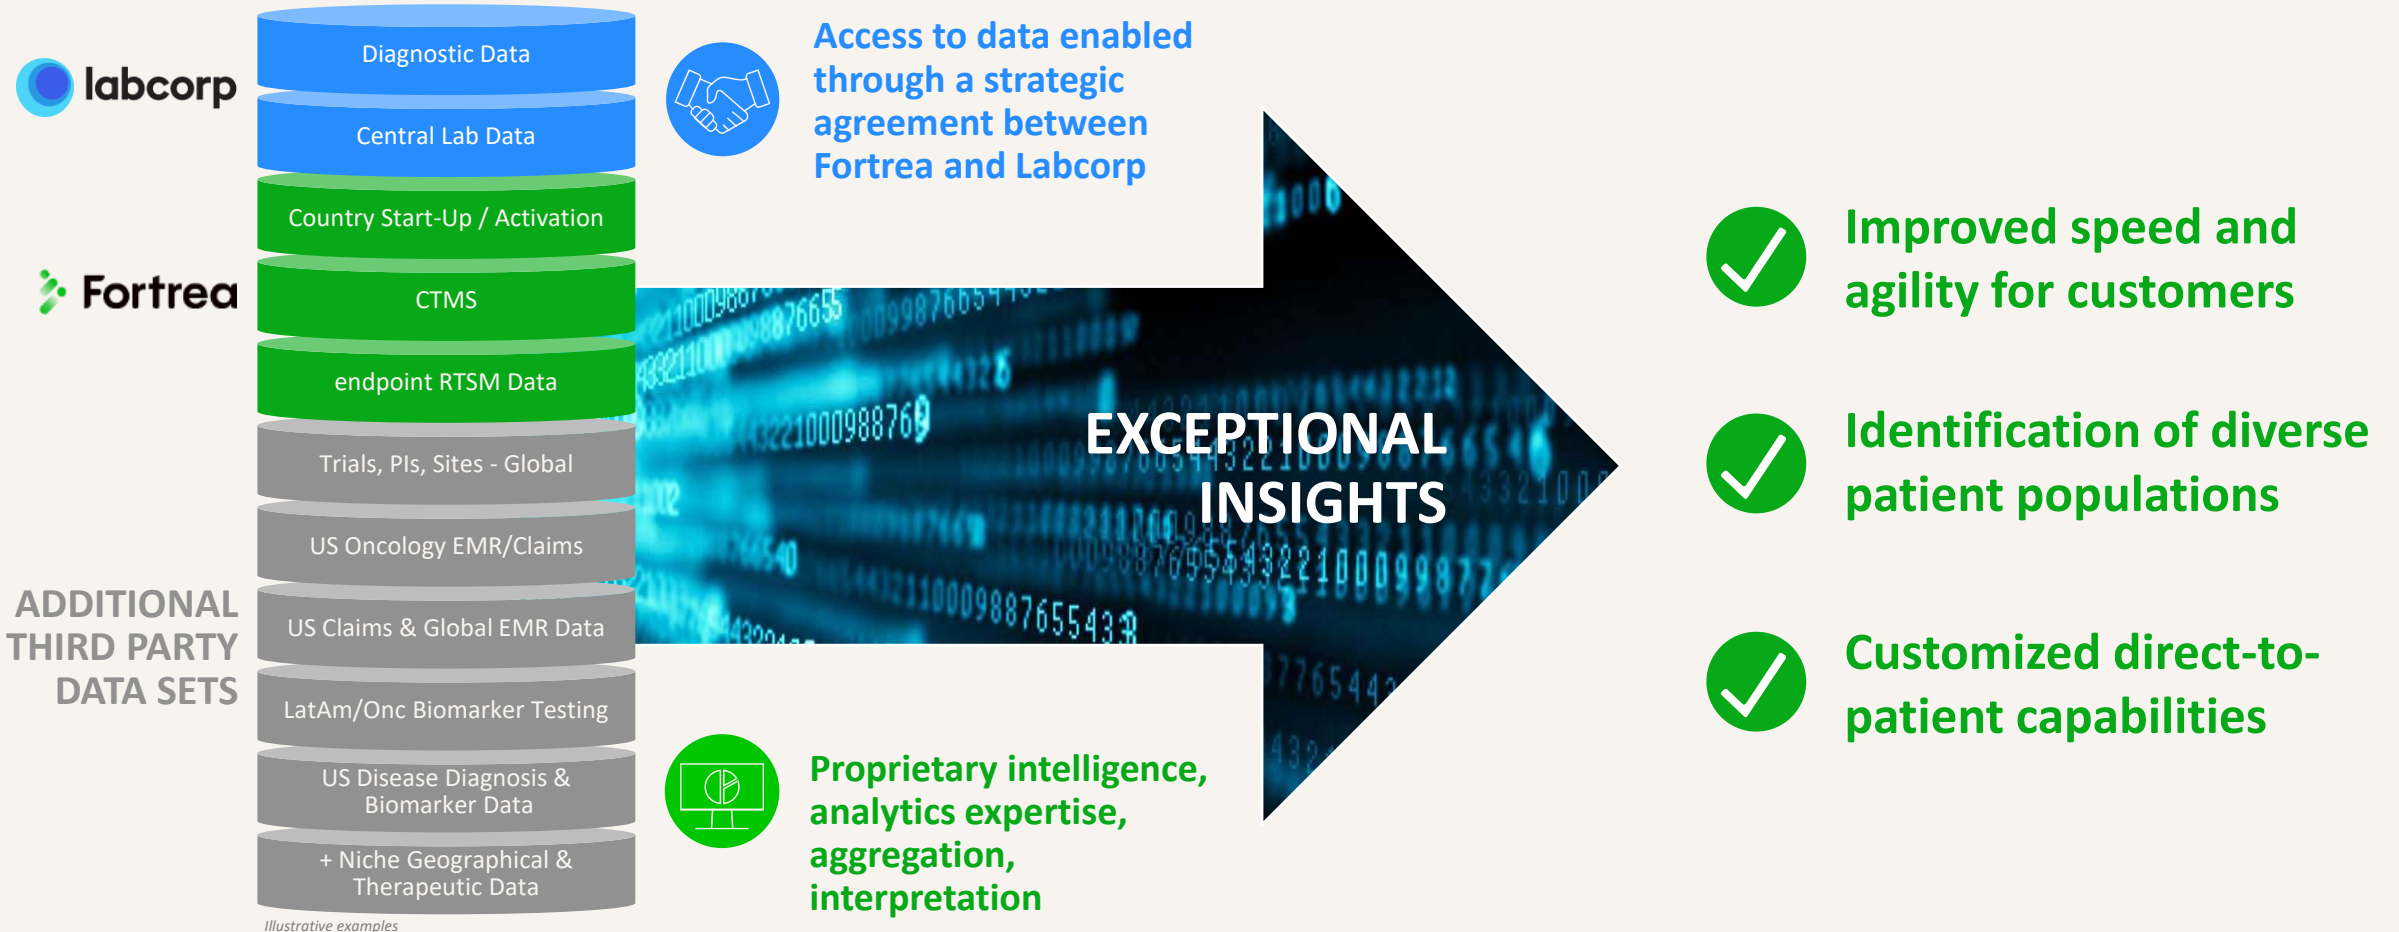 labcorp
Fortrea
ADDITIONAL
THIRD PARTY
DATA SETS
Diagnostic Data
Central Lab Data
Country Start-Up / Activation
CTMS
endpoint RTSM Data
Trials, PIs, Sites - Global
US Oncology EMR/Claims
US Claims & Global EMR Data
LatAm/Onc Biomarker Testing
US Disease Diagnosis &
Biomarker Data
+ Niche Geographical &
Therapeutic Data
Illustrative examples
Access to data enabled
through a strategic
agreement between
Fortrea and Labcorp
EXCEPTIONAL
INSIGHTS
Proprietary intelligence,
analytics expertise,
aggregation,
interpretation
Improved speed and
agility for customers
Identification of diverse
patient populations
Customized direct-to-
patient capabilities